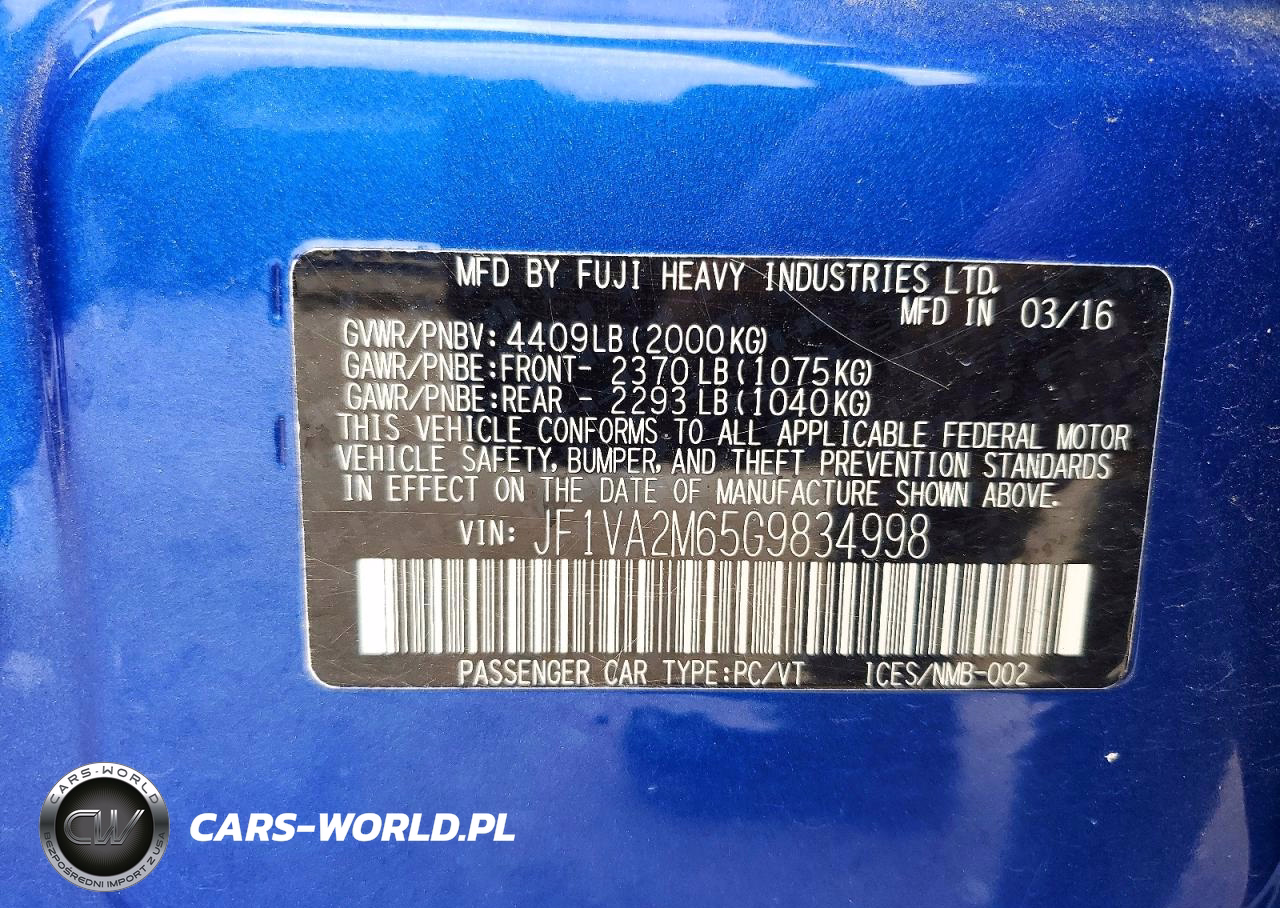 MFD BY FUJI HEAVY INDUSTRIES LTD.
MFD IN 03/16
GVWR/PNBV: 4409LB(2000KG)
GAWR/PNBE:FRONT- 2370LB(1075KG)
GAWR/PNBE:REAR - 2293LB(1040KG)
THIS VEHICLE CONFORMS TO ALL APPLICABLE FEDERAL MOTOR
VEHICLE SAFETY, BUMPER, AND THEFT PREVENTION STANDARDS
IN EFFECT ON THE DATE OF MANUFACTURE SHOWN ABOVE.
VIN: JF1VA2M65G9834998
PASSENGER CAR TYPE:PC/VT ICES/NMB-002
CARS-WORLD
CW
BEZPOŚREDNI IMPORT Z USA
CARS-WORLD.PL